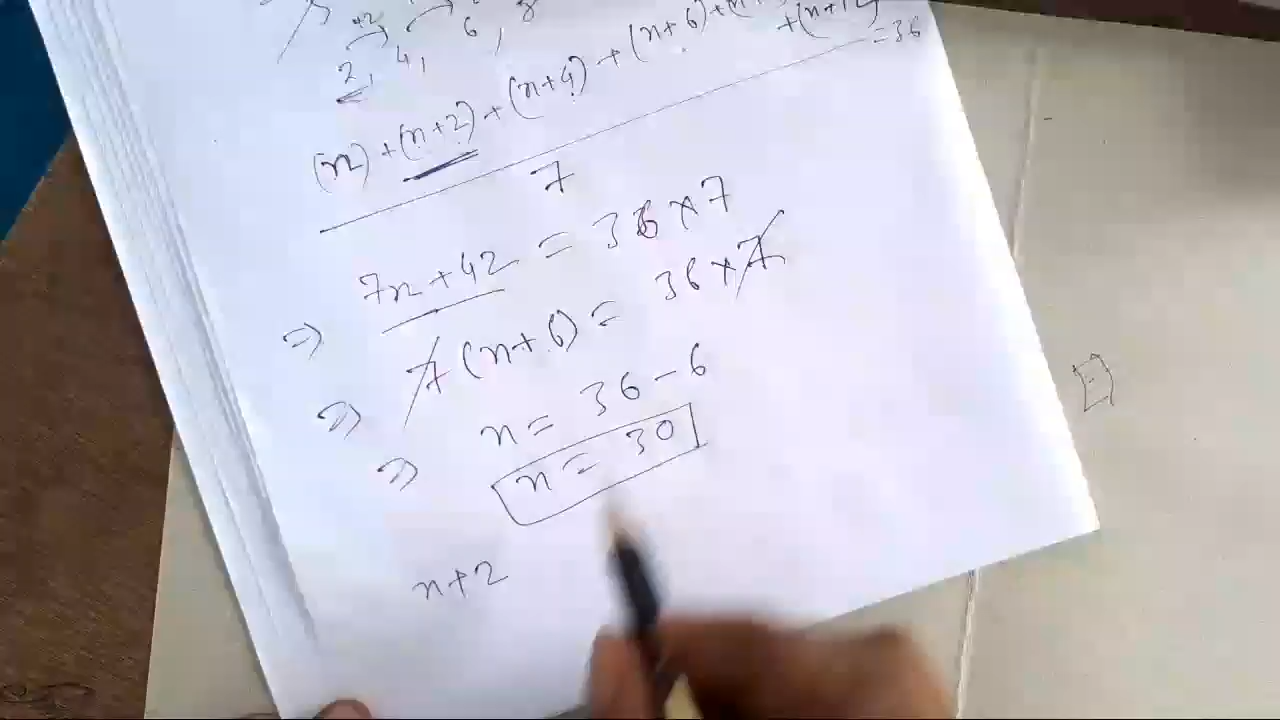 +2
2, 4, 6, 8
(n) + (n+2) + (n+4) + (n+6) + (n+ +(n+12) = 36
7
7n+42 = 36×7
⇒ 7(n+6) = 36×7
⇒ n = 36-6
⇒ n = 30
n+2